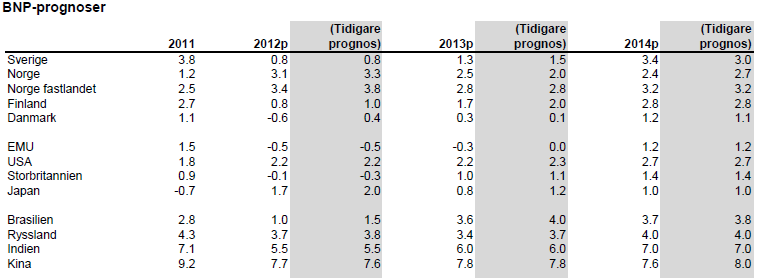 BNP-prognoser
(Tidigare (Tidigare (Tidigare
2011 2012p prognos) 2013p prognos) 2014p prognos)
Sverige 3.8 0.8 0.8 1.3 1.5 3.4 3.0
Norge 1.2 3.1 3.3 2.5 2.0 2.4 2.7
Norge fastlandet 2.5 3.4 3.8 2.8 2.8 3.2 3.2
Finland 2.7 0.8 1.0 1.7 2.0 2.8 2.8
Danmark 1.1 -0.6 0.4 0.3 0.1 1.2 1.1
EMU 1.5 -0.5 -0.5 -0.3 0.0 1.2 1.2
USA 1.8 2.2 2.2 2.2 2.3 2.7 2.7
Storbritannien 0.9 -0.1 -0.3 1.0 1.1 1.4 1.4
Japan -0.7 1.7 2.0 0.8 1.2 1.0 1.0
Brasilien 2.8 1.0 1.5 3.6 4.0 3.7 3.8
Ryssland 4.3 3.7 3.8 3.4 3.7 4.0 4.0
Indien 7.1 5.5 5.5 6.0 6.0 7.0 7.0
Kina 9.2 7.7 7.6 7.8 7.8 7.6 8.0